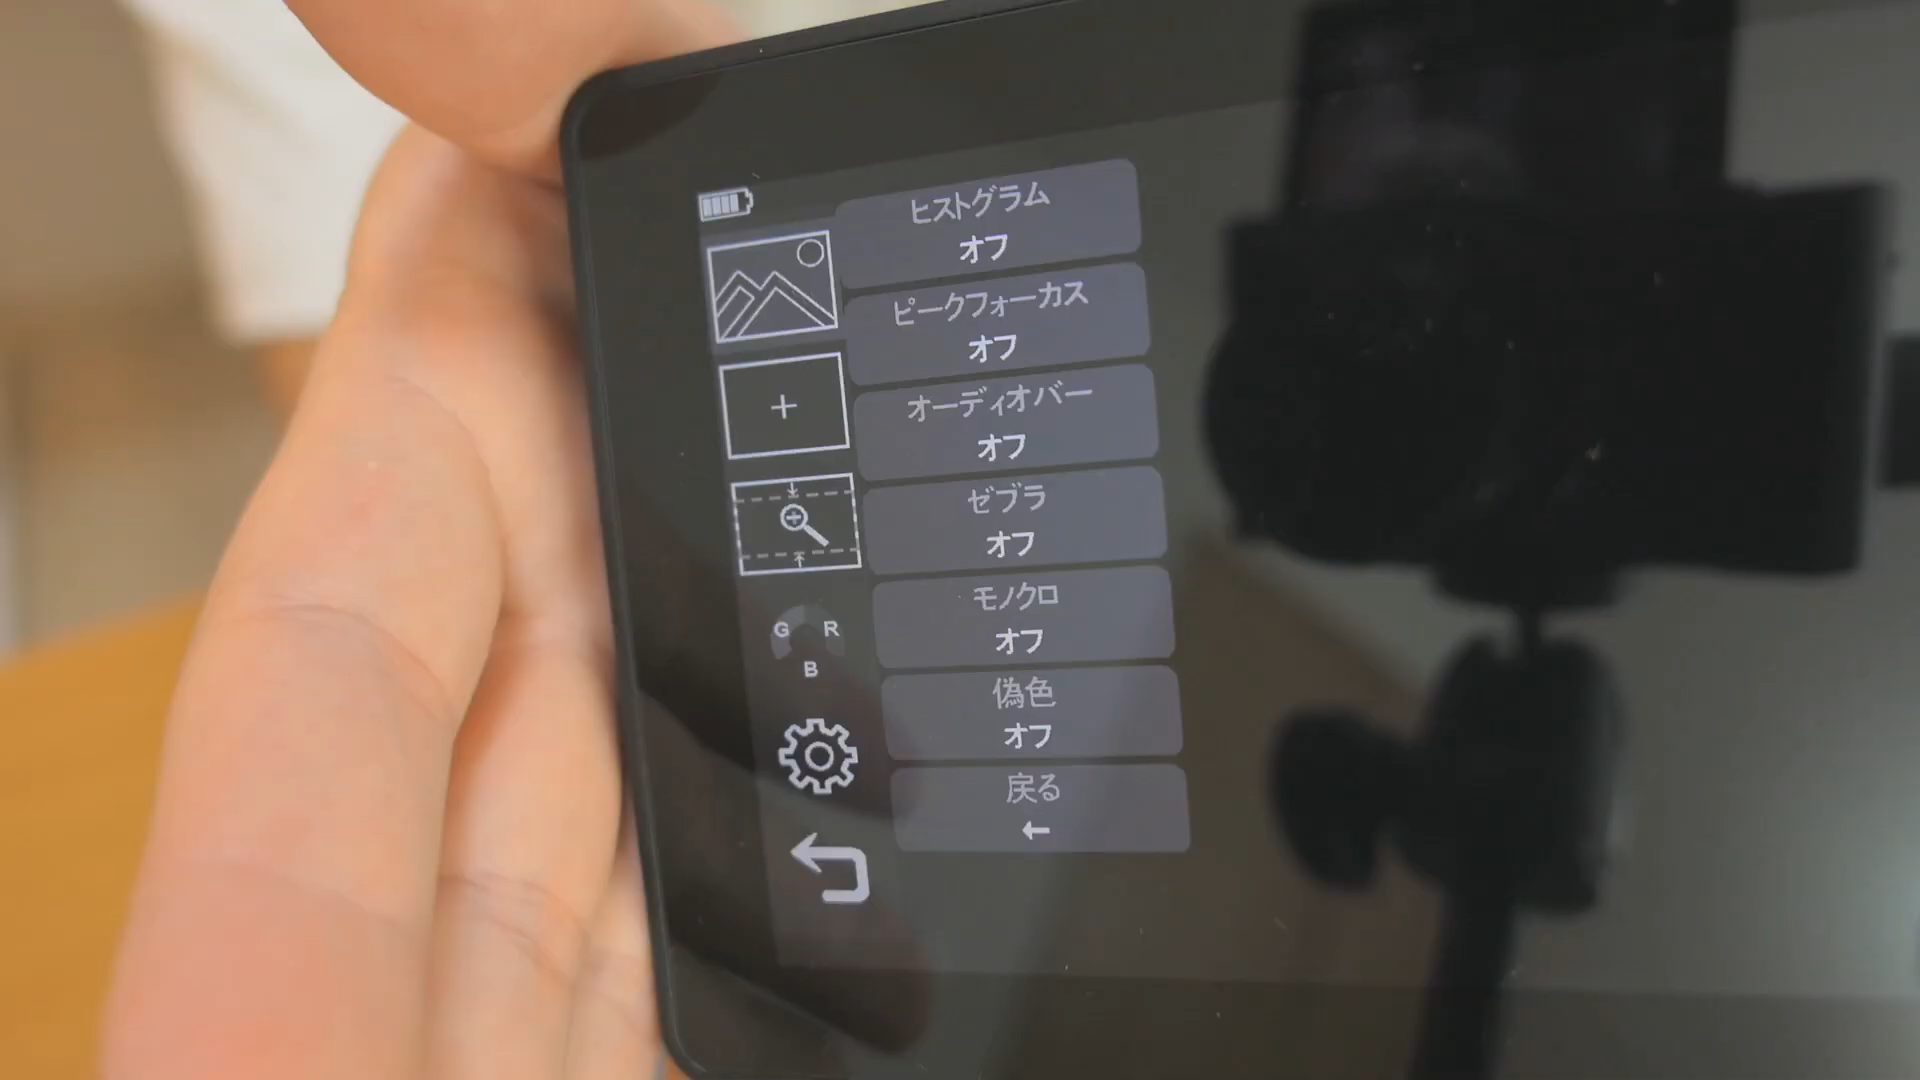 ヒストグラム
オフ
ピークフォーカス
オフ
オーディオバー
オフ
ゼブラ
オフ
モノクロ
オフ
偽色
オフ
戻る
←
G R
B